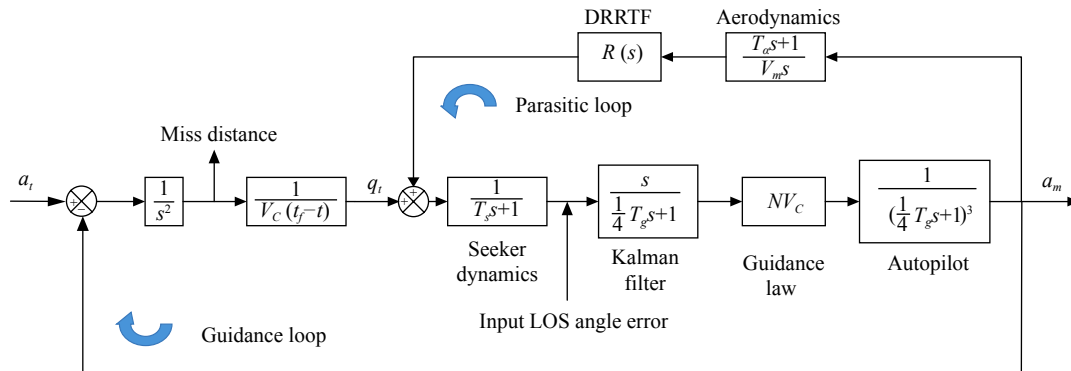 DRRTF
Aerodynamics
R (s)
T_α s+1
V_m s
Parasitic loop
Miss distance
a_t
+
−
1
s²
1
V_C (t_f−t)
q_t
+
+
1
T_s s+1
s
1/4 T_g s+1
NV_C
1
(1/4 T_g s+1)³
a_m
Seeker
dynamics
Kalman
filter
Guidance
law
Autopilot
Input LOS angle error
Guidance loop